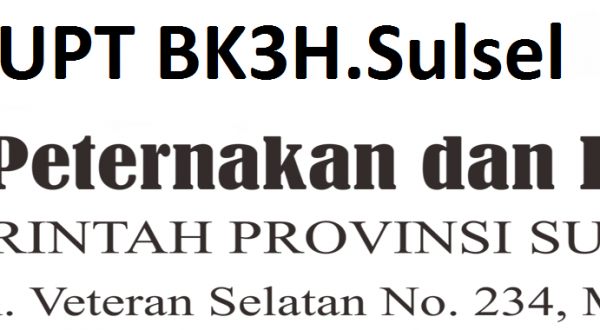 UPT BK3H.Sulsel
Peternakan dan
RINTAH PROVINSI SU
. Veteran Selatan No. 234, M